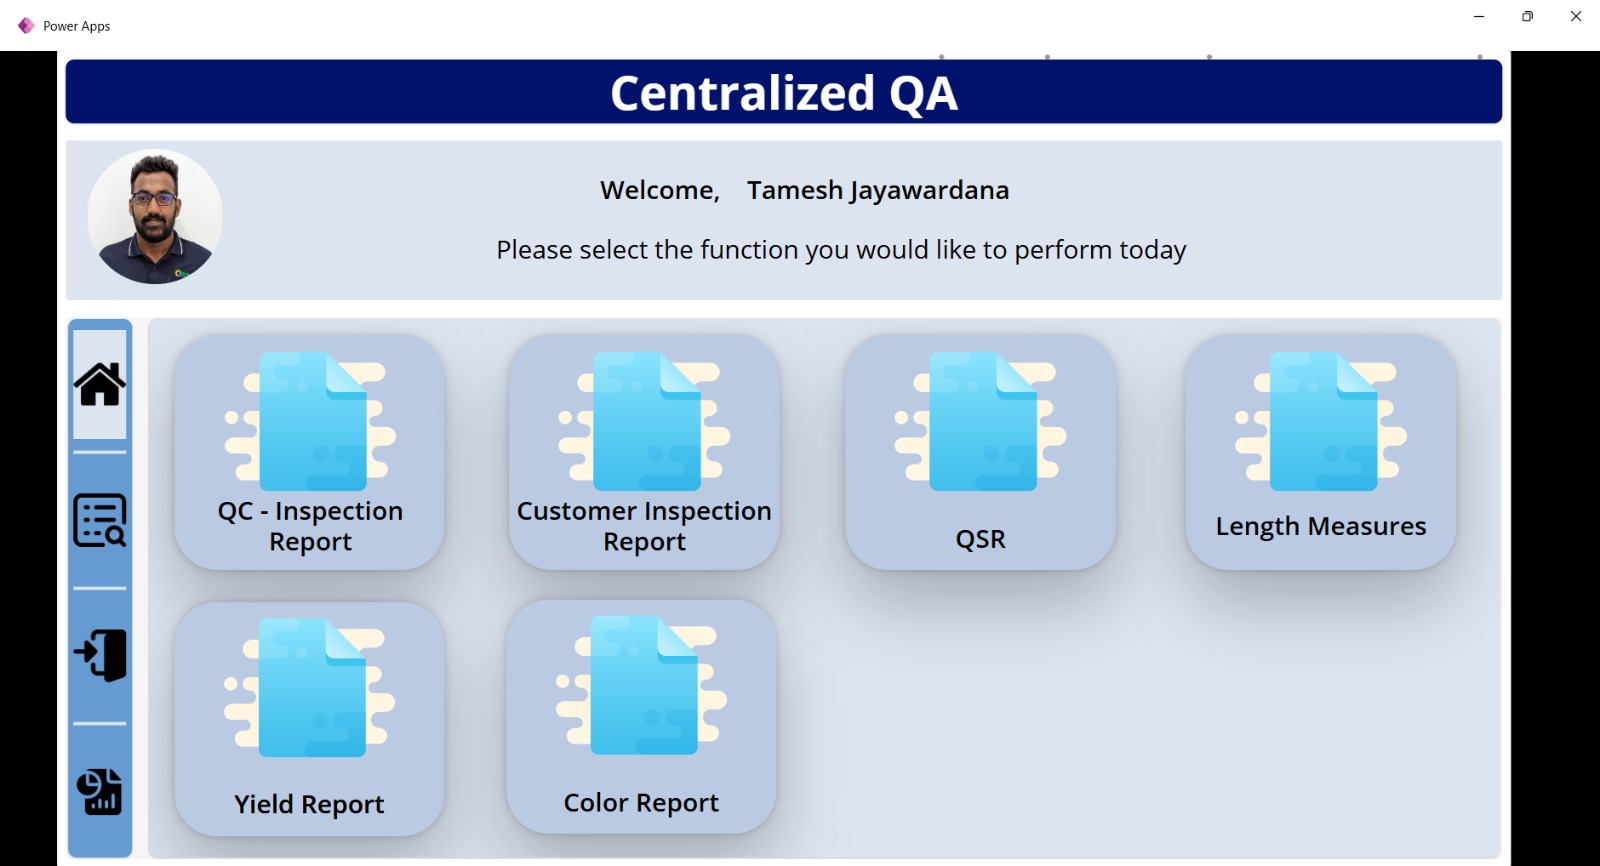 Power Apps
Centralized QA
Welcome, Tamesh Jayawardana
Please select the function you would like to perform today
QC - Inspection
Report
Customer Inspection
Report
QSR
Length Measures
Yield Report
Color Report